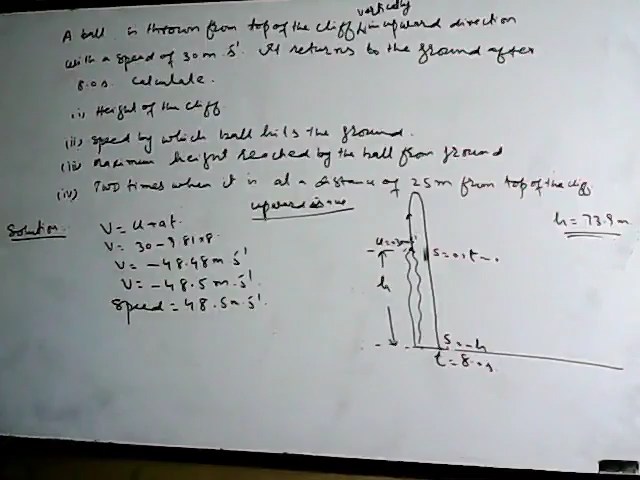 A ball is thrown from top of the cliff vertically in upward direction
with a speed of 30 m s⁻¹. It returns to the ground after
8.0 s. Calculate.
(i) Height of the cliff
(ii) Speed by which ball hits the ground.
(iii) Maximum height reached by the ball from ground
(iv) Two times when it is at a distance of 25 m from top of the cliff
upward is +ve
Solution:
V = u + at
V = 30 - 9.81 × 8
V = -48.48 m s⁻¹
V = -48.5 m s⁻¹
Speed = 48.5 m s⁻¹
h = 73.9 m
h
S = 0, t =
S = -h
t = 8.0 s